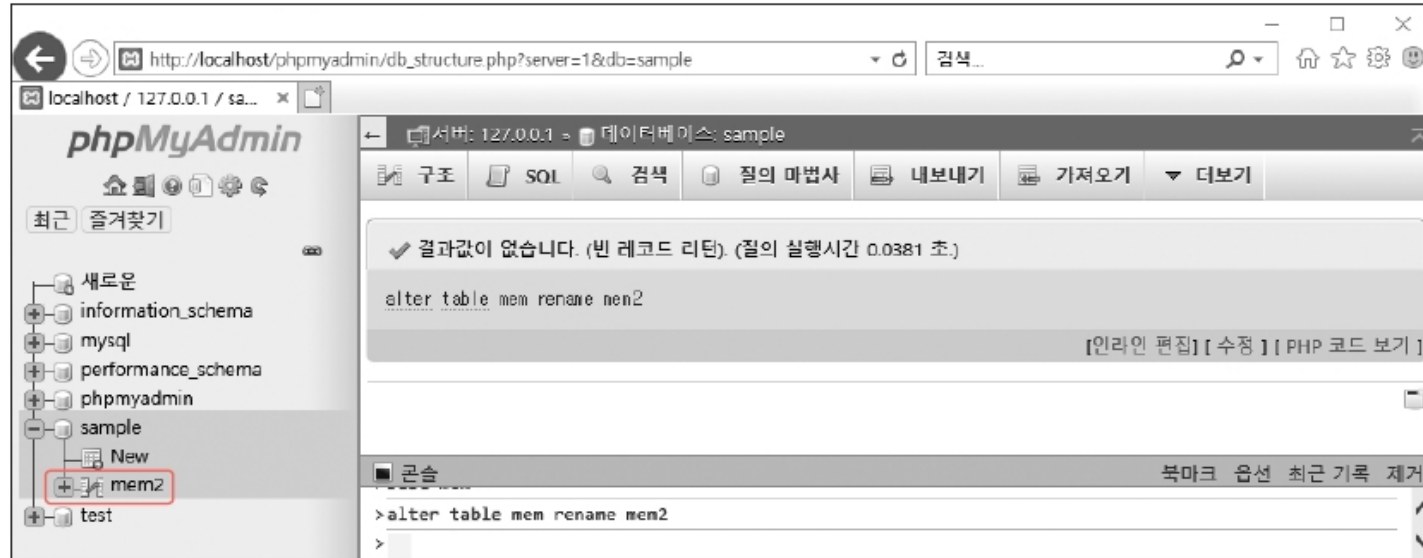 http://localhost/phpmyadmin/db_structure.php?server=1&db=sample
검색...
localhost / 127.0.0.1 / sa...
phpMyAdmin
최근 즐겨찾기
새로운
information_schema
mysql
performance_schema
phpmyadmin
sample
New
mem2
test
서버: 127.0.0.1 » 데이터베이스: sample
구조 SQL 검색 질의 마법사 내보내기 가져오기 더보기
결과값이 없습니다. (빈 레코드 리턴). (질의 실행시간 0.0381 초.)
alter table mem rename mem2
[인라인 편집] [ 수정 ] [ PHP 코드 보기 ]
콘솔 북마크 옵션 최근 기록 제거
>alter table mem rename mem2
>